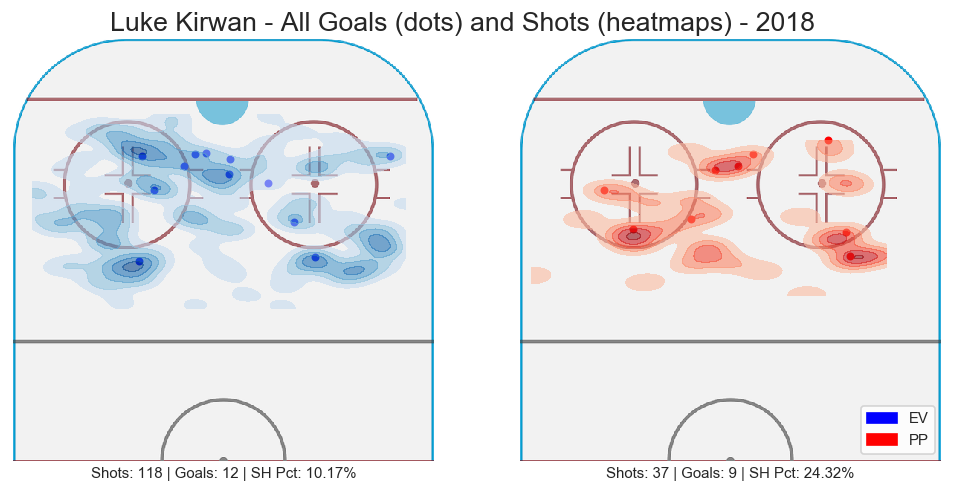 Luke Kirwan - All Goals (dots) and Shots (heatmaps) - 2018
EV
PP
Shots: 118 | Goals: 12 | SH Pct: 10.17%
Shots: 37 | Goals: 9 | SH Pct: 24.32%